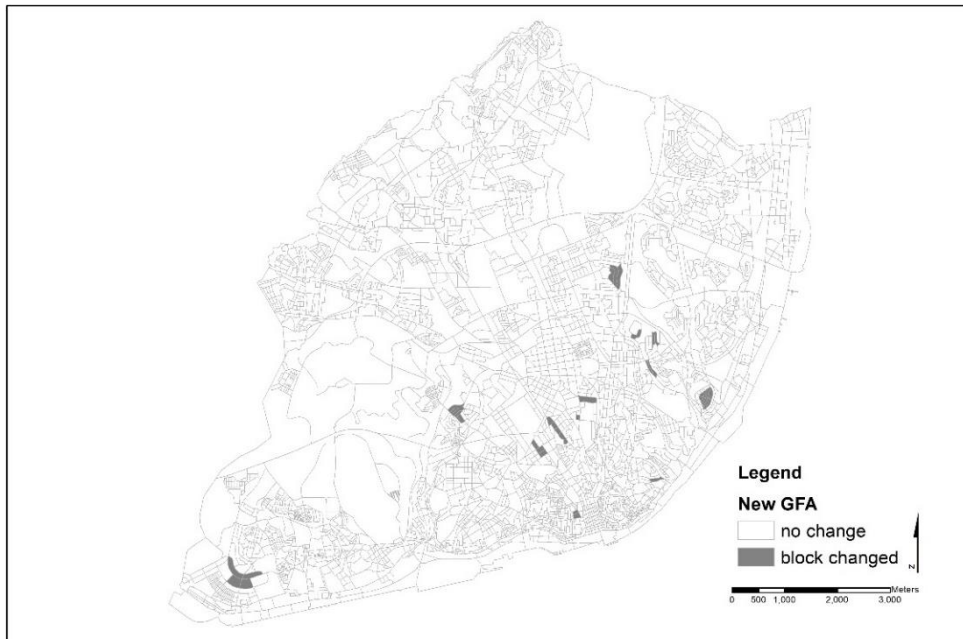 Legend
New GFA
no change
block changed
N
Meters
0 500 1,000 2,000 3,000